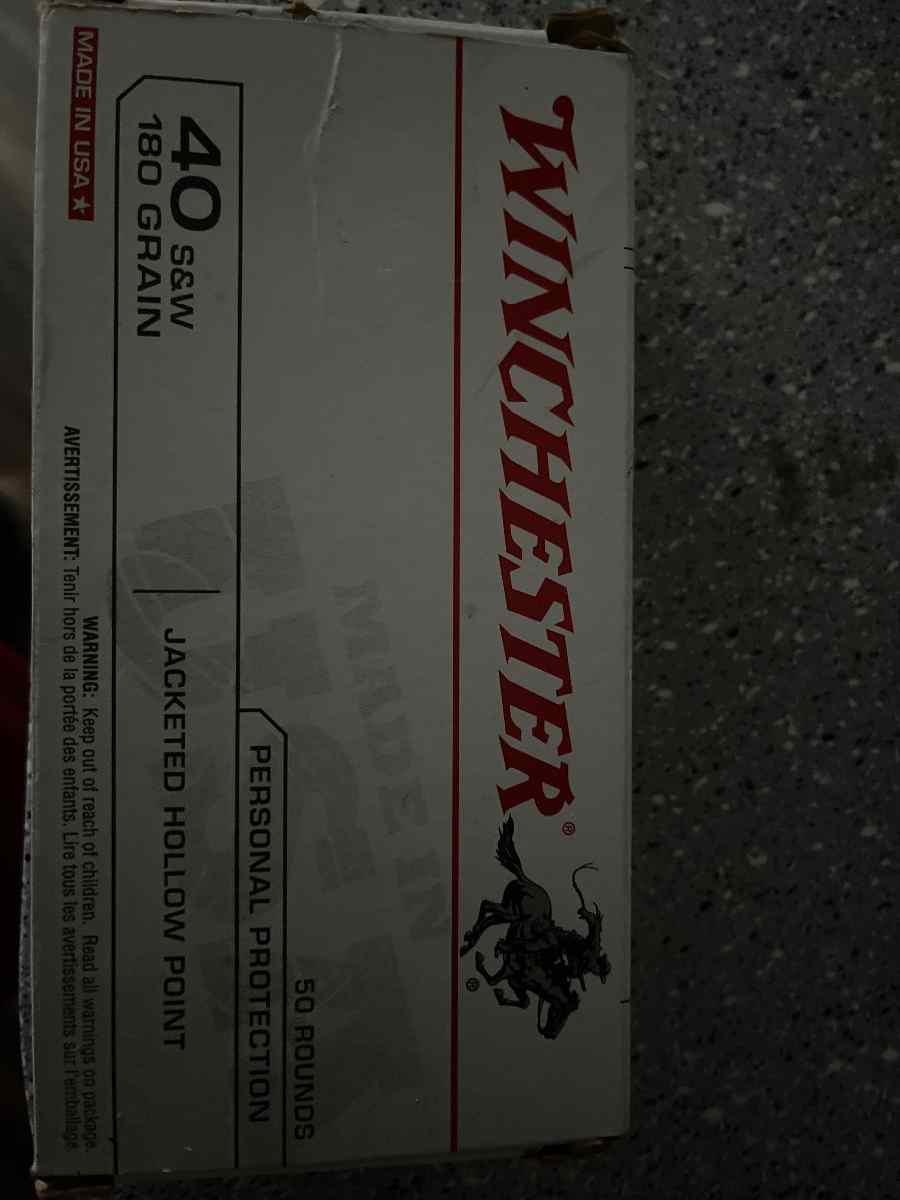 WINCHESTER®
®
MADE IN
50 ROUNDS
PERSONAL PROTECTION
40 S&W
180 GRAIN
JACKETED HOLLOW POINT
MADE IN USA
WARNING: Keep out of reach of children. Read all warnings on package.
AVERTISSEMENT: Tenir hors de la portée des enfants. Lire tous les avertissements sur l'emballage.